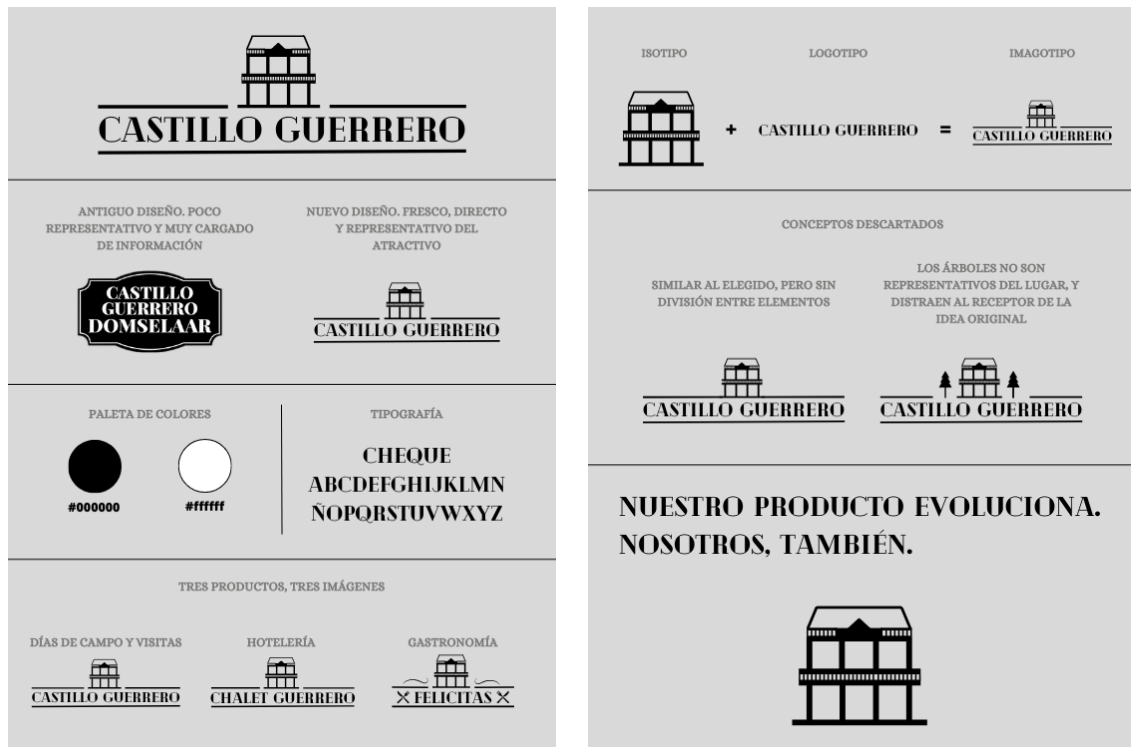 CASTILLO GUERRERO
ANTIGUO DISEÑO. POCO
REPRESENTATIVO Y MUY CARGADO
DE INFORMACIÓN
NUEVO DISEÑO. FRESCO, DIRECTO
Y REPRESENTATIVO DEL
ATRACTIVO
CASTILLO
GUERRERO
DOMSELAAR
CASTILLO GUERRERO
PALETA DE COLORES
#000000
#ffffff
TIPOGRAFÍA
CHEQUE
ABCDEFGHIJKLMN
ÑOPQRSTUVWXYZ
TRES PRODUCTOS, TRES IMÁGENES
DÍAS DE CAMPO Y VISITAS
CASTILLO GUERRERO
HOTELERÍA
CHALET GUERRERO
GASTRONOMÍA
FELICITAS
ISOTIPO
LOGOTIPO
IMAGOTIPO
+ CASTILLO GUERRERO =
CASTILLO GUERRERO
CONCEPTOS DESCARTADOS
SIMILAR AL ELEGIDO, PERO SIN
DIVISIÓN ENTRE ELEMENTOS
LOS ÁRBOLES NO SON
REPRESENTATIVOS DEL LUGAR, Y
DISTRAEN AL RECEPTOR DE LA
IDEA ORIGINAL
CASTILLO GUERRERO
CASTILLO GUERRERO
NUESTRO PRODUCTO EVOLUCIONA.
NOSOTROS, TAMBIÉN.